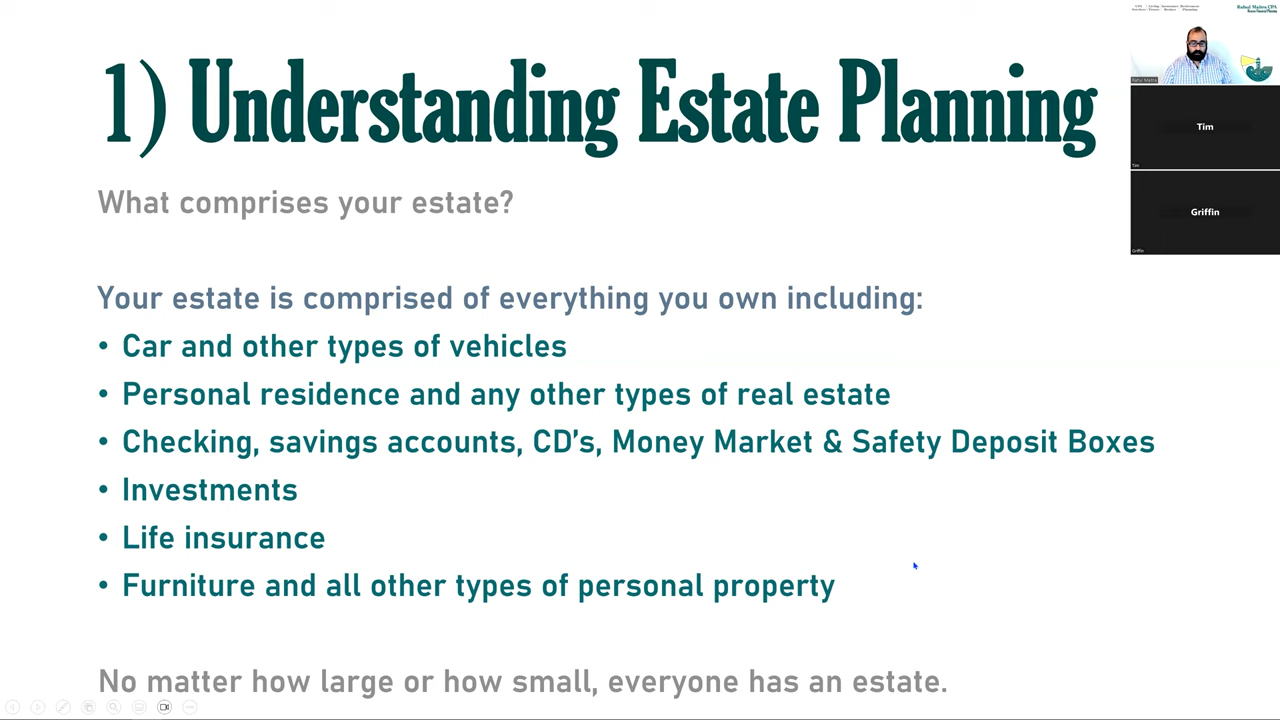 1) Understanding Estate Planning
What comprises your estate?
Your estate is comprised of everything you own including:
• Car and other types of vehicles
• Personal residence and any other types of real estate
• Checking, savings accounts, CD's, Money Market & Safety Deposit Boxes
• Investments
• Life insurance
• Furniture and all other types of personal property
No matter how large or how small, everyone has an estate.
Tim
Tim
Griffin
Griffin